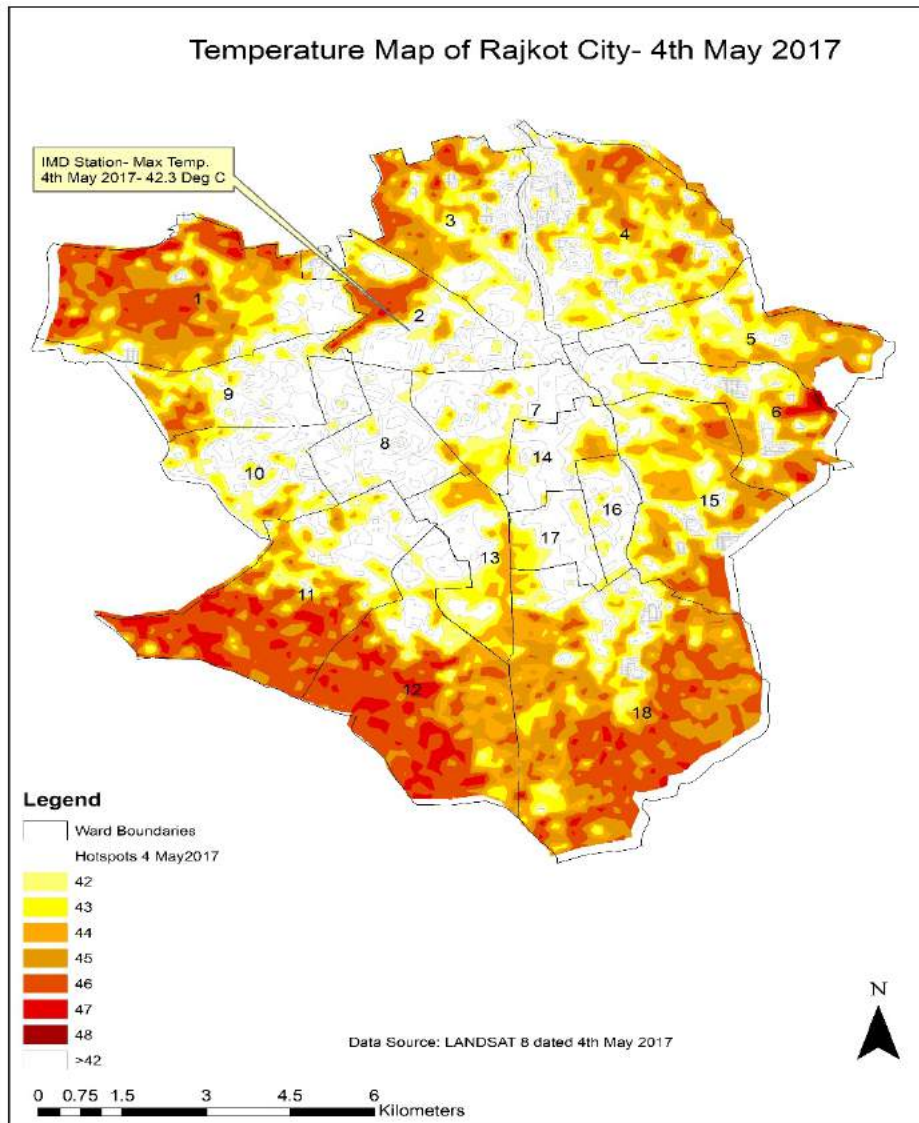 Temperature Map of Rajkot City- 4th May 2017
IMD Station- Max Temp.
4th May 2017- 42.3 Deg C
3
4
1
2
5
9
7
6
8
14
10
15
16
17
13
11
12
18
Legend
Ward Boundaries
Hotspots 4 May2017
42
43
44
45
46
47
48
>42
N
Data Source: LANDSAT 8 dated 4th May 2017
0 0.75 1.5 3 4.5 6
Kilometers